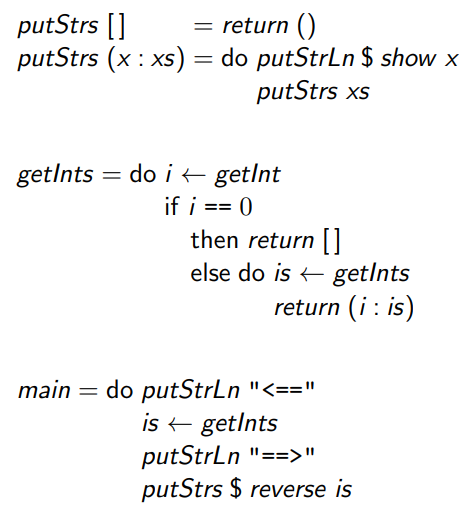 putStrs [] = return ()
putStrs (x : xs) = do putStrLn $ show x
putStrs xs
getInts = do i ← getInt
if i == 0
then return []
else do is ← getInts
return (i : is)
main = do putStrLn "<=="
is ← getInts
putStrLn "==>"
putStrs $ reverse is